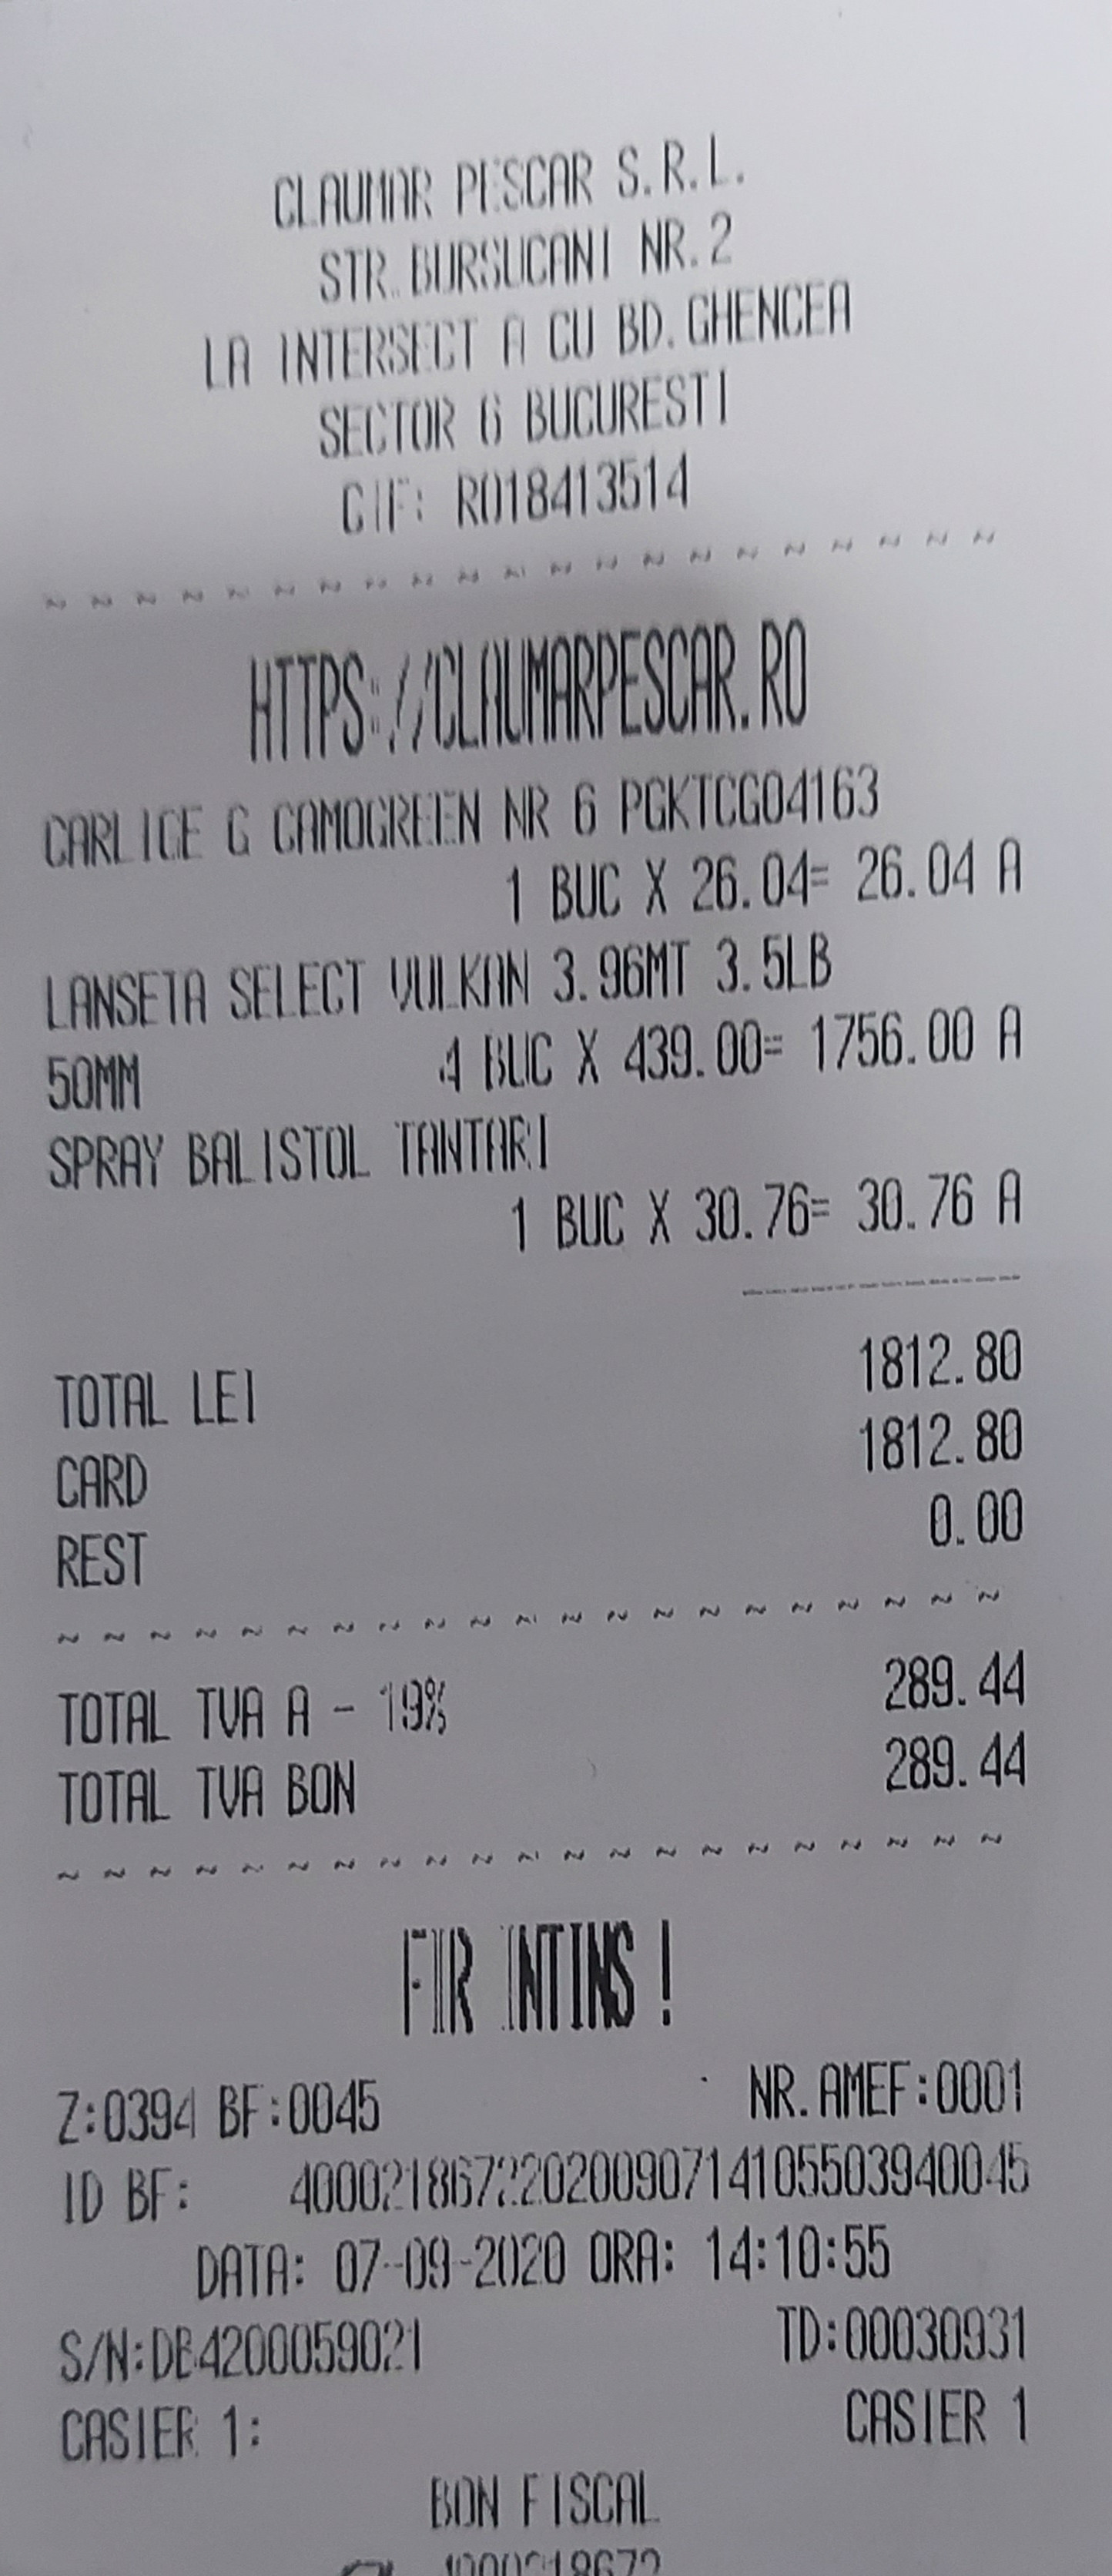 CLAUMAR PESCAR S.R.L.
STR.BURSUCANI NR.2
LA INTERSECT A CU BD.GHENCEA
SECTOR 6 BUCURESTI
CIF: RO18413514
~ ~ ~ ~ ~ ~ ~ ~ ~ ~ ~ ~ ~ ~ ~ ~ ~ ~ ~ ~ ~
HTTPS://CLAUMARPESCAR.RO
CARLIGE G CAMOGREEN NR 6 PGKTCG04163
1 BUC X 26.04= 26.04 A
LANSETA SELECT VULKAN 3.96MT 3.5LB
50MM 4 BUC X 439.00= 1756.00 A
SPRAY BALISTOL TANTARI
1 BUC X 30.76= 30.76 A
TOTAL LEI 1812.80
CARD 1812.80
REST 0.00
~ ~ ~ ~ ~ ~ ~ ~ ~ ~ ~ ~ ~ ~ ~ ~ ~ ~ ~ ~ ~
TOTAL TVA A - 19% 289.44
TOTAL TVA BON 289.44
~ ~ ~ ~ ~ ~ ~ ~ ~ ~ ~ ~ ~ ~ ~ ~ ~ ~ ~ ~ ~
FIR INTINS !
Z:0394 BF:0045 NR.AMEF:0001
ID BF: 40002186722020090714105503940045
DATA: 07-09-2020 ORA: 14:10:55
S/N:DB4200059021 TD:00030931
CASIER 1: CASIER 1
BON FISCAL